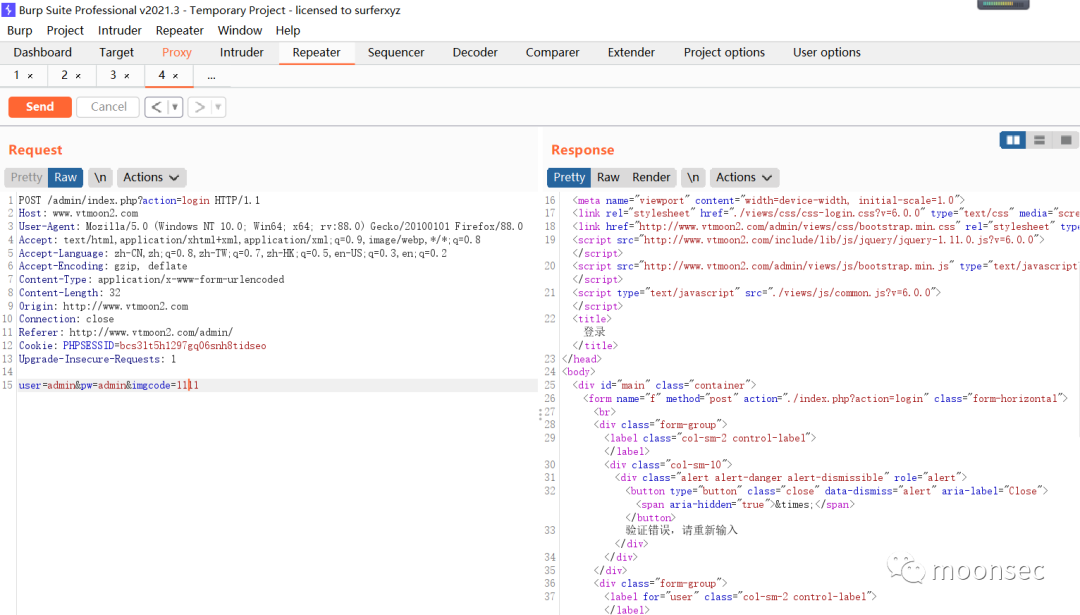 Burp Suite Professional v2021.3 - Temporary Project - licensed to surferxyz
Burp Project Intruder Repeater Window Help
Dashboard Target Proxy Intruder Repeater Sequencer Decoder Comparer Extender Project options User options
1 × 2 × 3 × 4 × ...
Send Cancel < ▼ > ▼
Request
Pretty Raw \n Actions
1 POST /admin/index.php?action=login HTTP/1.1
2 Host: www.vtmoon2.com
3 User-Agent: Mozilla/5.0 (Windows NT 10.0; Win64; x64; rv:88.0) Gecko/20100101 Firefox/88.0
4 Accept: text/html,application/xhtml+xml,application/xml;q=0.9,image/webp,*/*;q=0.8
5 Accept-Language: zh-CN,zh;q=0.8,zh-TW;q=0.7,zh-HK;q=0.5,en-US;q=0.3,en;q=0.2
6 Accept-Encoding: gzip, deflate
7 Content-Type: application/x-www-form-urlencoded
8 Content-Length: 32
9 Origin: http://www.vtmoon2.com
10 Connection: close
11 Referer: http://www.vtmoon2.com/admin/
12 Cookie: PHPSESSID=bcs31t5h1297gq06snh8tidseo
13 Upgrade-Insecure-Requests: 1
14
15 user=admin&pw=admin&imgcode=1111
Response
Pretty Raw Render \n Actions
16 <meta name="viewport" content="width=device-width, initial-scale=1.0">
17 <link rel="stylesheet" href="./views/css/css-login.css?v=6.0.0" type="text/css" media="scre
18 <link href="http://www.vtmoon2.com/admin/views/css/bootstrap.min.css" rel="stylesheet" type
19 <script src="http://www.vtmoon2.com/include/lib/js/jquery/jquery-1.11.0.js?v=6.0.0">
</script>
20 <script src="http://www.vtmoon2.com/admin/views/js/bootstrap.min.js" type="text/javascript
</script>
21 <script type="text/javascript" src="./views/js/common.js?v=6.0.0">
</script>
22 <title>
登录
</title>
23 </head>
24 <body>
25 <div id="main" class="container">
26 <form name="f" method="post" action="./index.php?action=login" class="form-horizontal">
27 <br>
28 <div class="form-group">
29 <label class="col-sm-2 control-label">
</label>
30 <div class="col-sm-10">
31 <div class="alert alert-danger alert-dismissible" role="alert">
32 <button type="button" class="close" data-dismiss="alert" aria-label="Close">
<span aria-hidden="true">&times;</span>
</button>
33 验证错误，请重新输入
</div>
34 </div>
35 </div>
36 <div class="form-group">
37 <label for="user" class="col-sm-2 control-label">
</label>
moonsec